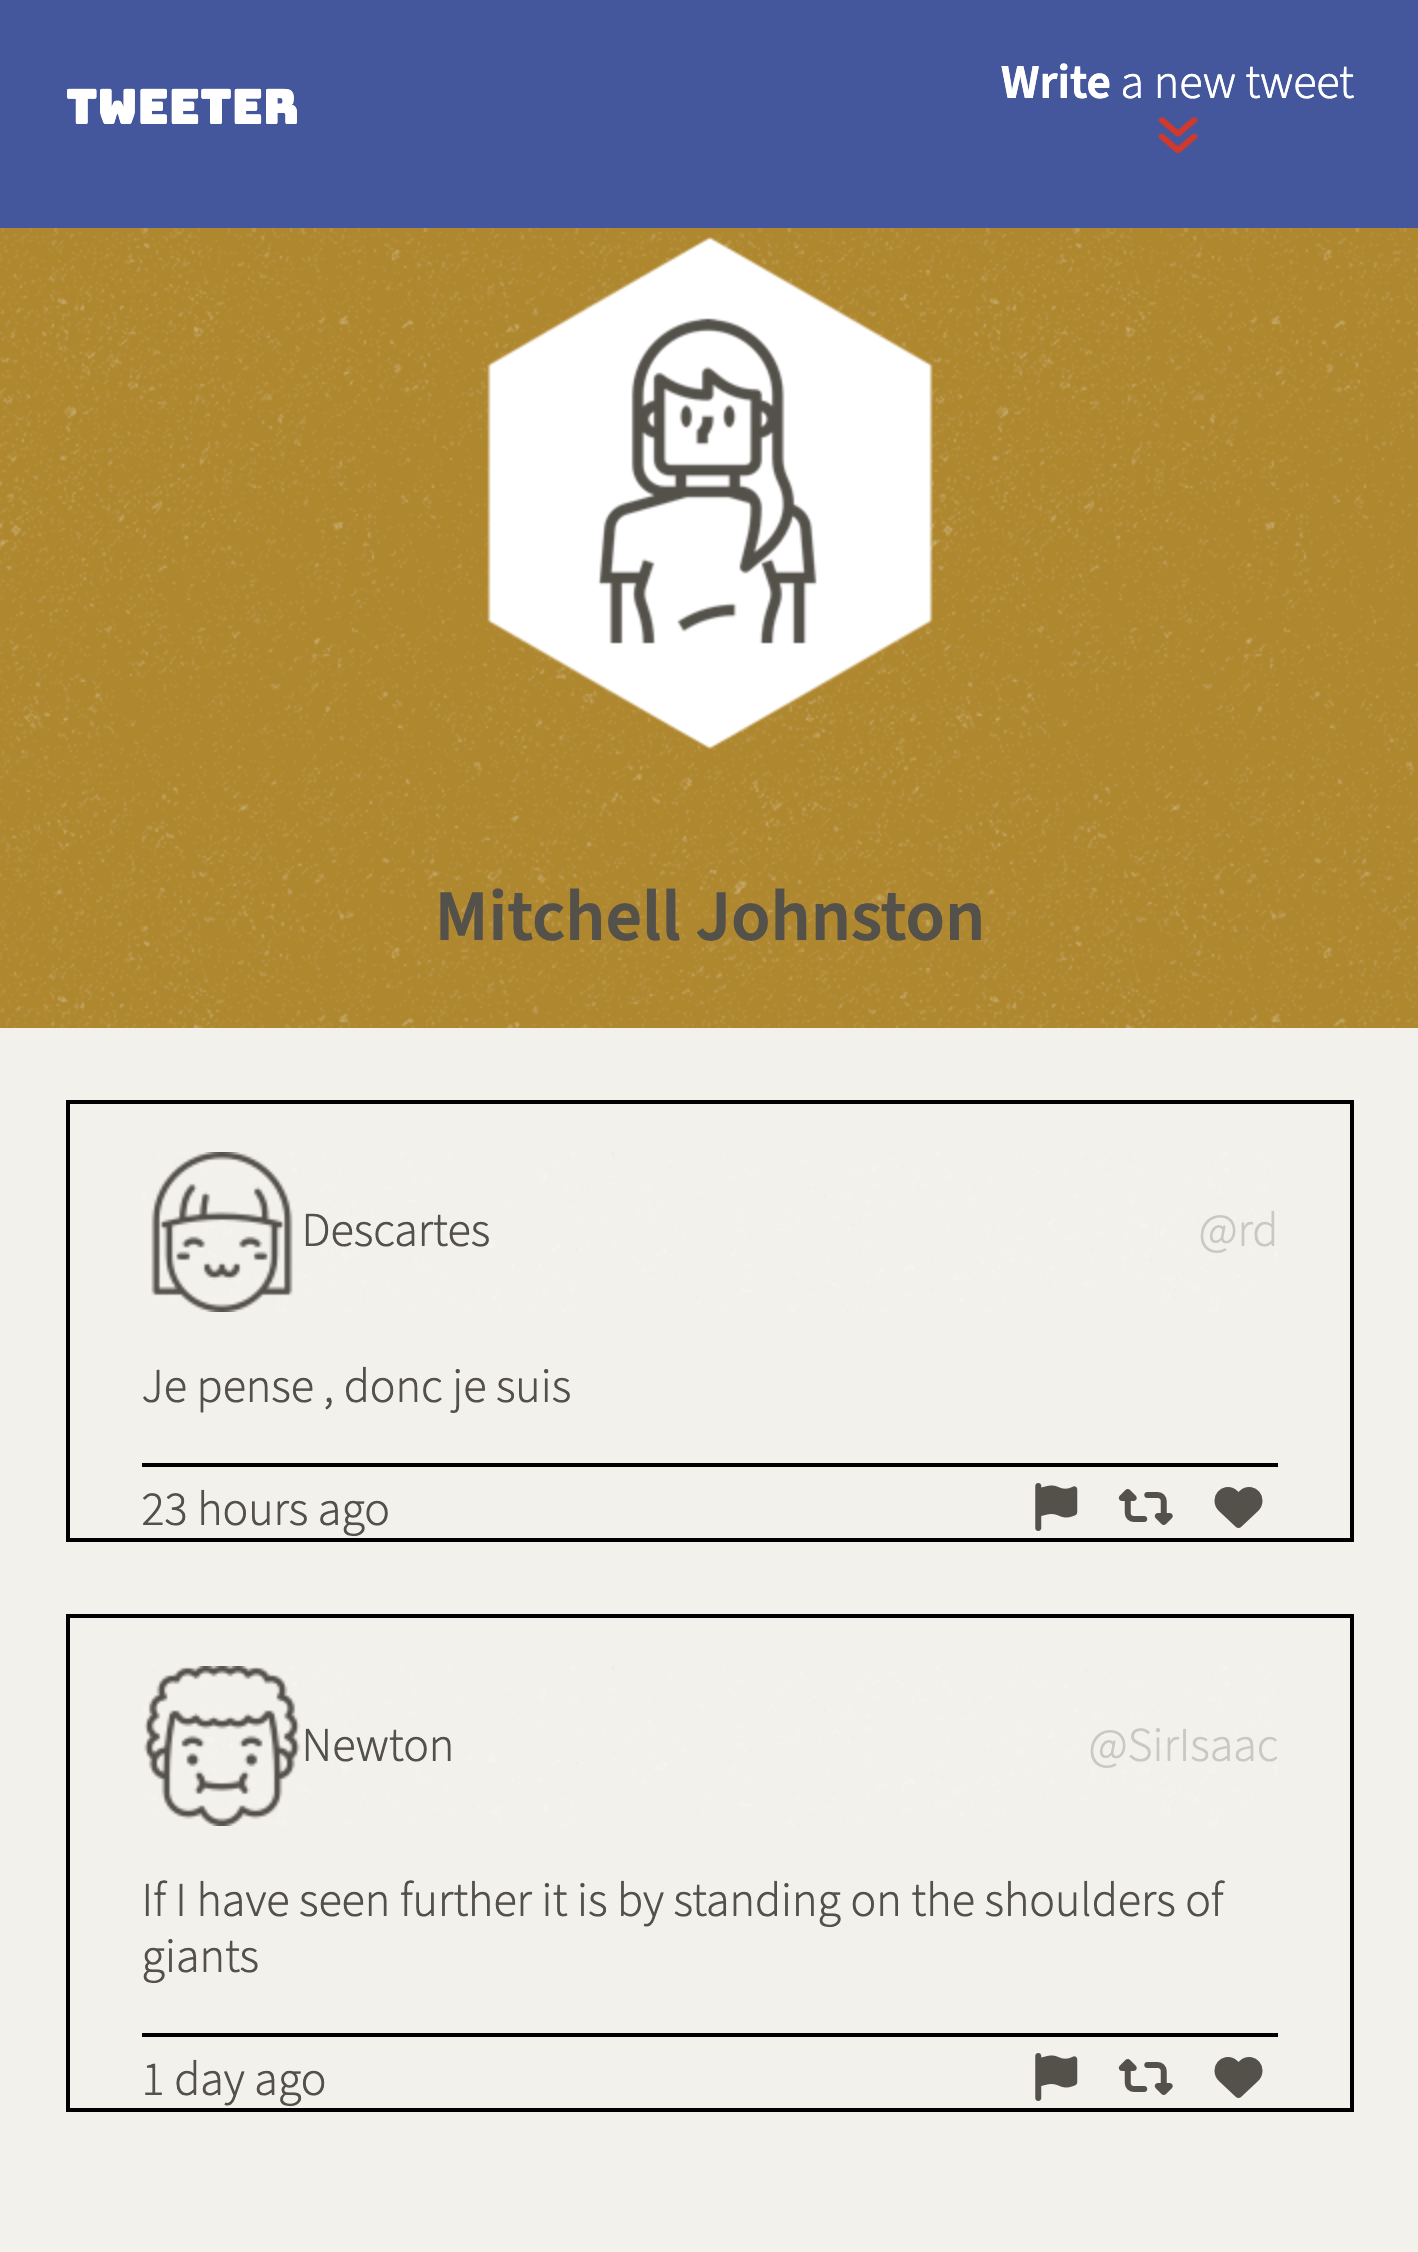 TWEETER
Write a new tweet
Mitchell Johnston
Descartes
@rd
Je pense , donc je suis
23 hours ago
Newton
@SirIsaac
If I have seen further it is by standing on the shoulders of
giants
1 day ago